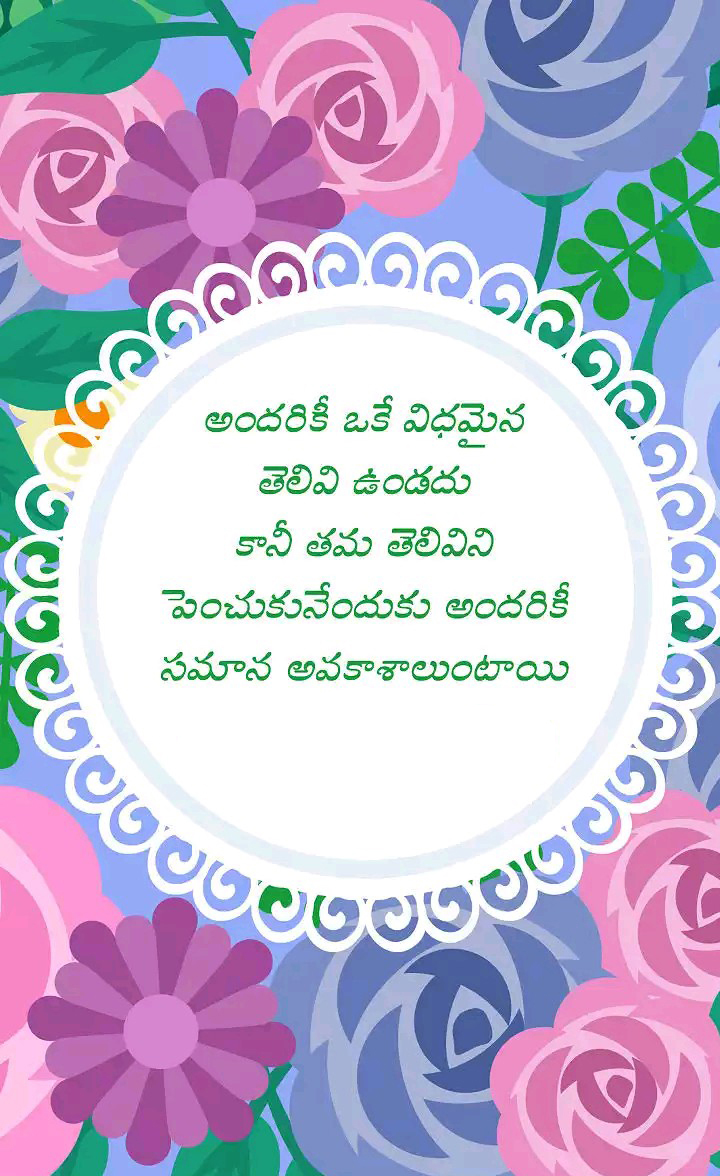 అందరికీ ఒకే విధమైన
తెలివి ఉండదు
కానీ తమ తెలివిని
పెంచుకునేందుకు అందరికీ
సమాన అవకాశాలుంటాయి